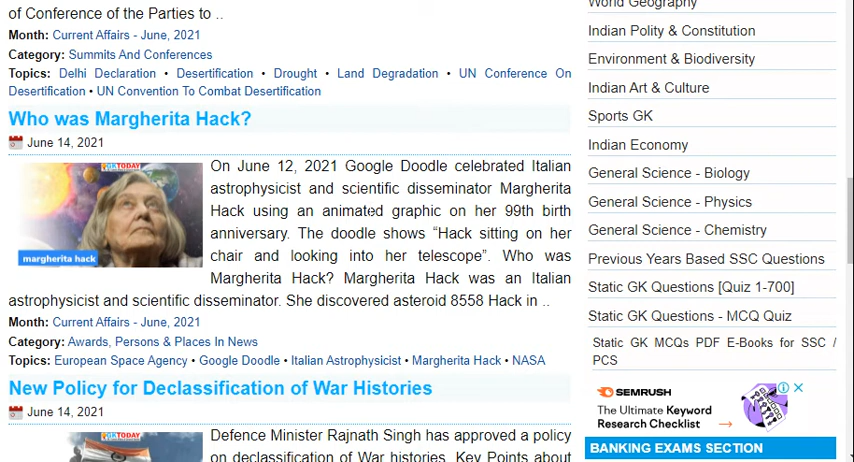 of Conference of the Parties to ..
Month: Current Affairs - June, 2021
Category: Summits And Conferences
Topics: Delhi Declaration • Desertification • Drought • Land Degradation • UN Conference On
Desertification • UN Convention To Combat Desertification
Who was Margherita Hack?
June 14, 2021
GKTODAY
margherita hack
On June 12, 2021 Google Doodle celebrated Italian
astrophysicist and scientific disseminator Margherita
Hack using an animated graphic on her 99th birth
anniversary. The doodle shows “Hack sitting on her
chair and looking into her telescope”. Who was
Margherita Hack? Margherita Hack was an Italian
astrophysicist and scientific disseminator. She discovered asteroid 8558 Hack in ..
Month: Current Affairs - June, 2021
Category: Awards, Persons & Places In News
Topics: European Space Agency • Google Doodle • Italian Astrophysicist • Margherita Hack • NASA
New Policy for Declassification of War Histories
June 14, 2021
GKTODAY
Defence Minister Rajnath Singh has approved a policy
on declassification of War histories. Key Points about
World Geography
Indian Polity & Constitution
Environment & Biodiversity
Indian Art & Culture
Sports GK
Indian Economy
General Science - Biology
General Science - Physics
General Science - Chemistry
Previous Years Based SSC Questions
Static GK Questions [Quiz 1-700]
Static GK Questions - MCQ Quiz
Static GK MCQs PDF E-Books for SSC /
PCS
SEMRUSH
The Ultimate Keyword
Research Checklist
BANKING EXAMS SECTION